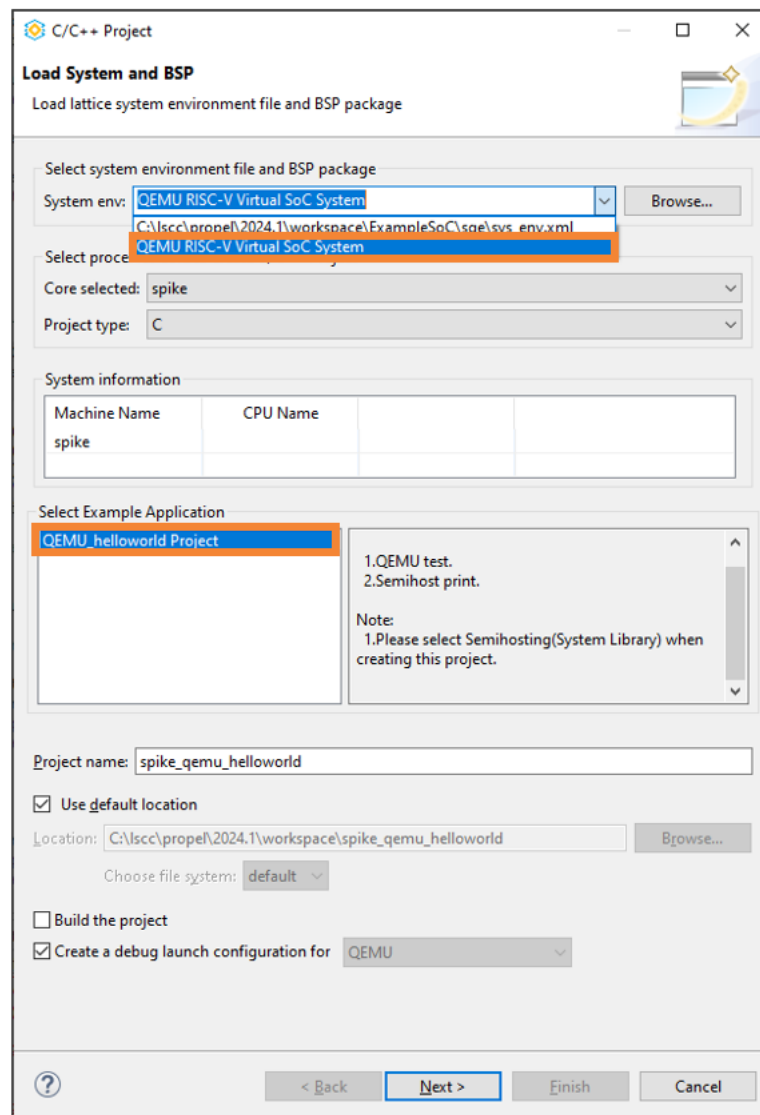 C/C++ Project
Load System and BSP
Load lattice system environment file and BSP package
Select system environment file and BSP package
System env: QEMU RISC-V Virtual SoC System Browse...
C:\lscc\propel\2024.1\workspace\ExampleSoC\sge\sys_env.xml
QEMU RISC-V Virtual SoC System
Select proce
Core selected: spike
Project type: C
System information
Machine Name CPU Name
spike
Select Example Application
QEMU_helloworld Project
1.QEMU test.
2.Semihost print.
Note:
1.Please select Semihosting(System Library) when
creating this project.
Project name: spike_qemu_helloworld
Use default location
Location: C:\lscc\propel\2024.1\workspace\spike_qemu_helloworld Browse...
Choose file system: default
Build the project
Create a debug launch configuration for QEMU
? < Back Next > Finish Cancel